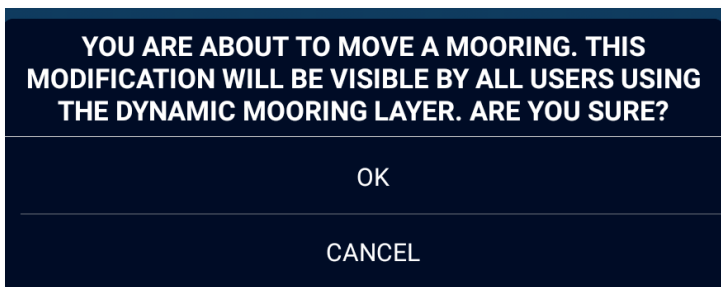 YOU ARE ABOUT TO MOVE A MOORING. THIS
MODIFICATION WILL BE VISIBLE BY ALL USERS USING
THE DYNAMIC MOORING LAYER. ARE YOU SURE?
OK
CANCEL